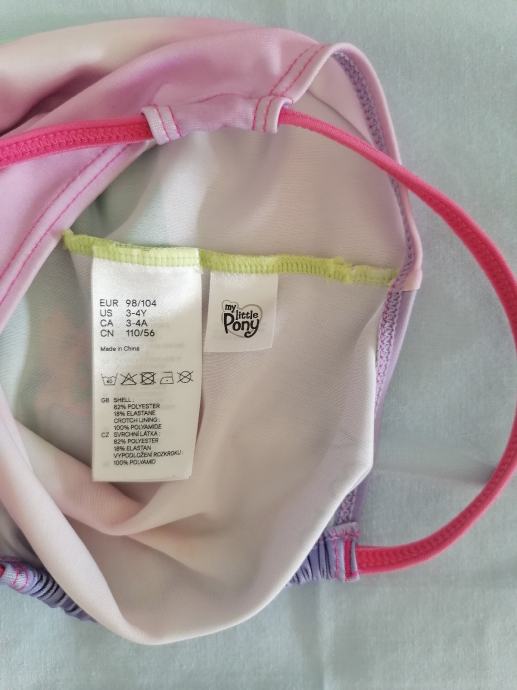 EUR 98/104
US 3-4Y
CA 3-4A
CN 110/56
Made in China
40
GB SHELL:
82% POLYESTER
18% ELASTANE
CROTCH LINING:
100% POLYAMIDE
CZ SVRCHNÍ LÁTKA:
82% POLYESTER
18% ELASTAN
VYPODLOŽENÍ ROZKROKU:
100% POLYAMID
my
little
Pony